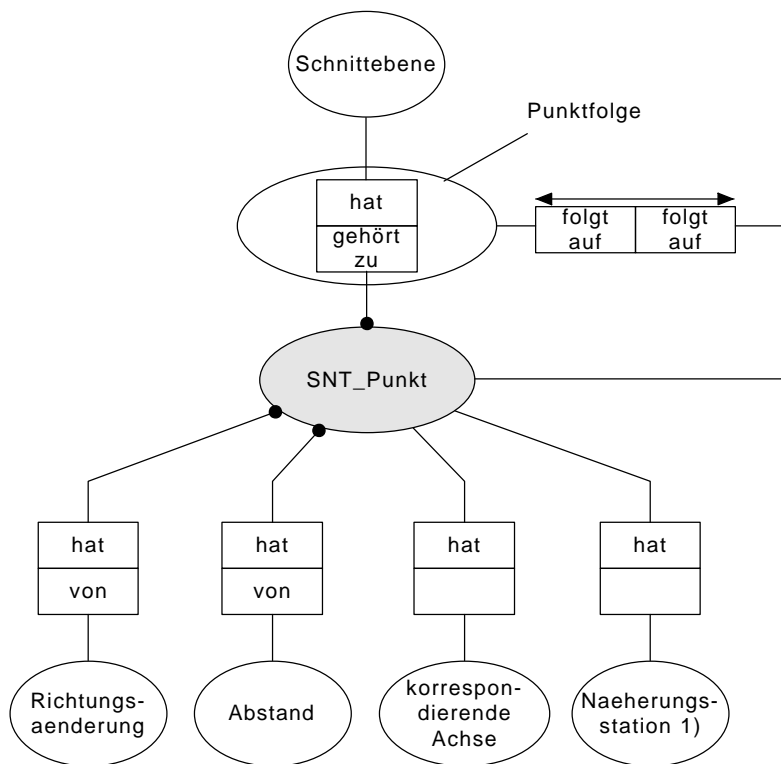 Schnittebene
Punktfolge
hat
gehört
zu
folgt
auf
folgt
auf
SNT_Punkt
hat
von
hat
von
hat
hat
Richtungs-
aenderung
Abstand
korrespon-
dierende
Achse
Naeherungs-
station 1)